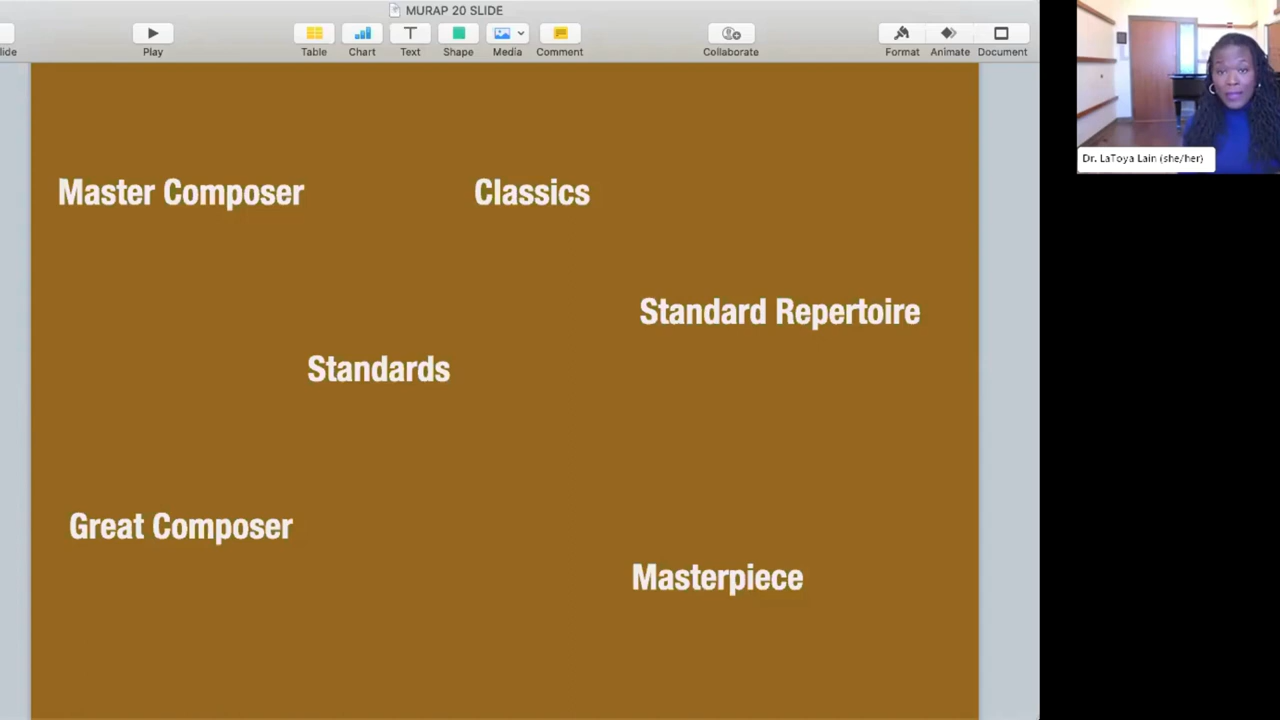 MURAP 20 SLIDE
lide
Play
Table
Chart
Text
Shape
Media
Comment
Collaborate
Format
Animate
Document
Dr. LaToya Lain (she/her)
Master Composer
Classics
Standard Repertoire
Standards
Great Composer
Masterpiece